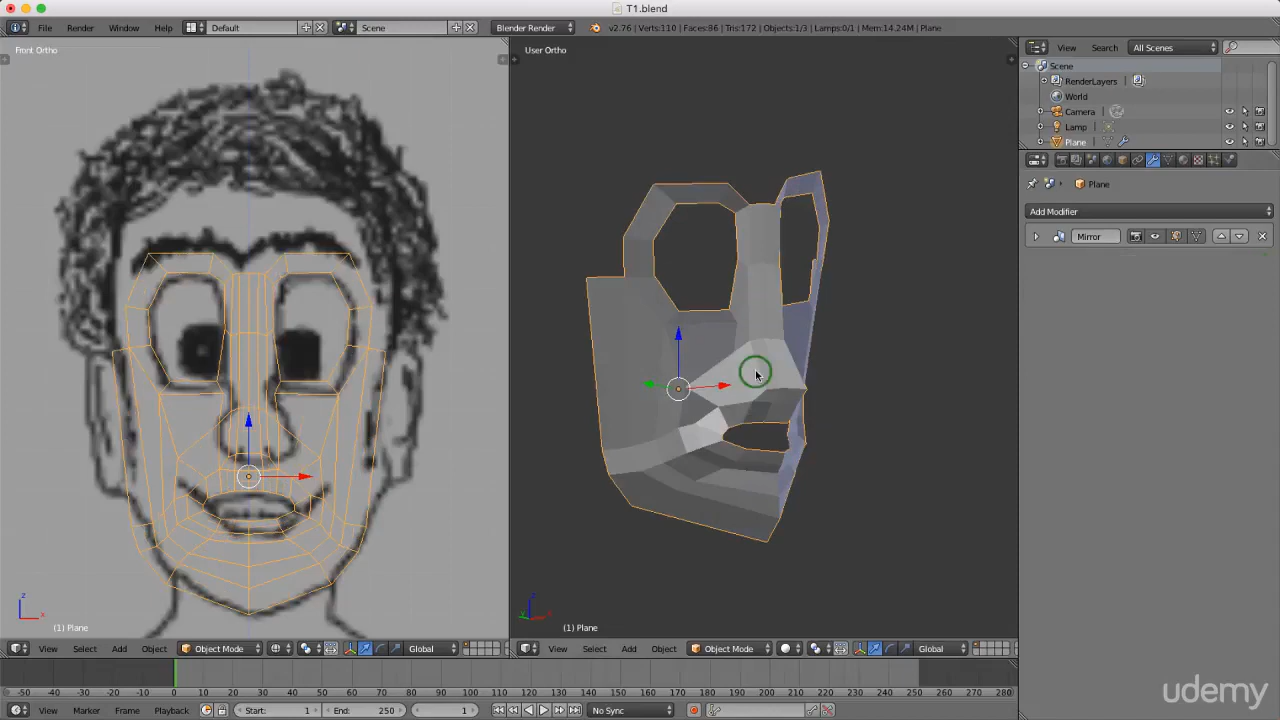 T1.blend
File Render Window Help Default Scene Blender Render v2.76 | Verts:110 | Faces:86 | Tris:172 | Objects:1/3 | Lamps:0/1 | Mem:14.24M | Plane
Front Ortho
User Ortho
View Search All Scenes
Scene
RenderLayers
World
Camera
Lamp
Plane
Plane
Add Modifier
Mirror
z
x
(1) Plane
z
y
x
(1) Plane
View Select Add Object Object Mode Global
View Select Add Object Object Mode Global
-50 -40 -30 -20 -10 0 10 20 30 40 50 60 70 80 90 100 110 120 130 140 150 160 170 180 190 200 210 220 230 240 250 260 270 280
View Marker Frame Playback Start: 1 End: 250 1 No Sync
udemy